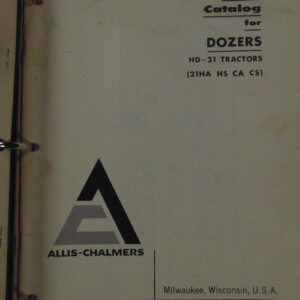 Catalog
for
DOZERS
HD-21 TRACTORS
(21HA HS CA CS)
ALLIS-CHALMERS
Milwaukee, Wisconsin, U.S.A.